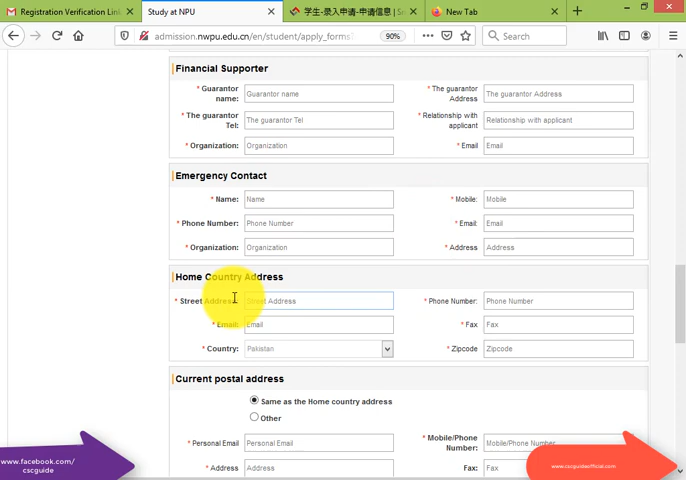 Registration Verification Link
Study at NPU
学生-录入申请-申请信息 | S
New Tab
admission.nwpu.edu.cn/en/student/apply_forms
90%
Search
Financial Supporter
* Guarantor name:
Guarantor name
* The guarantor Address
The guarantor Address
* The guarantor Tel:
The guarantor Tel
* Relationship with applicant
Relationship with applicant
* Organization:
Organization
* Email
Email
Emergency Contact
* Name:
Name
* Mobile:
Mobile
* Phone Number:
Phone Number
* Email:
Email
* Organization:
Organization
* Address
Address
Home Country Address
* Street Address:
Street Address
* Phone Number:
Phone Number
* Email:
Email
* Fax
Fax
* Country:
Pakistan
* Zipcode
Zipcode
Current postal address
Same as the Home country address
Other
* Personal Email
Personal Email
* Mobile/Phone Number:
Mobile/Phone Number
* Address
Address
Fax:
Fax
www.facebook.com/
cscguide
www.cscguideofficial.com